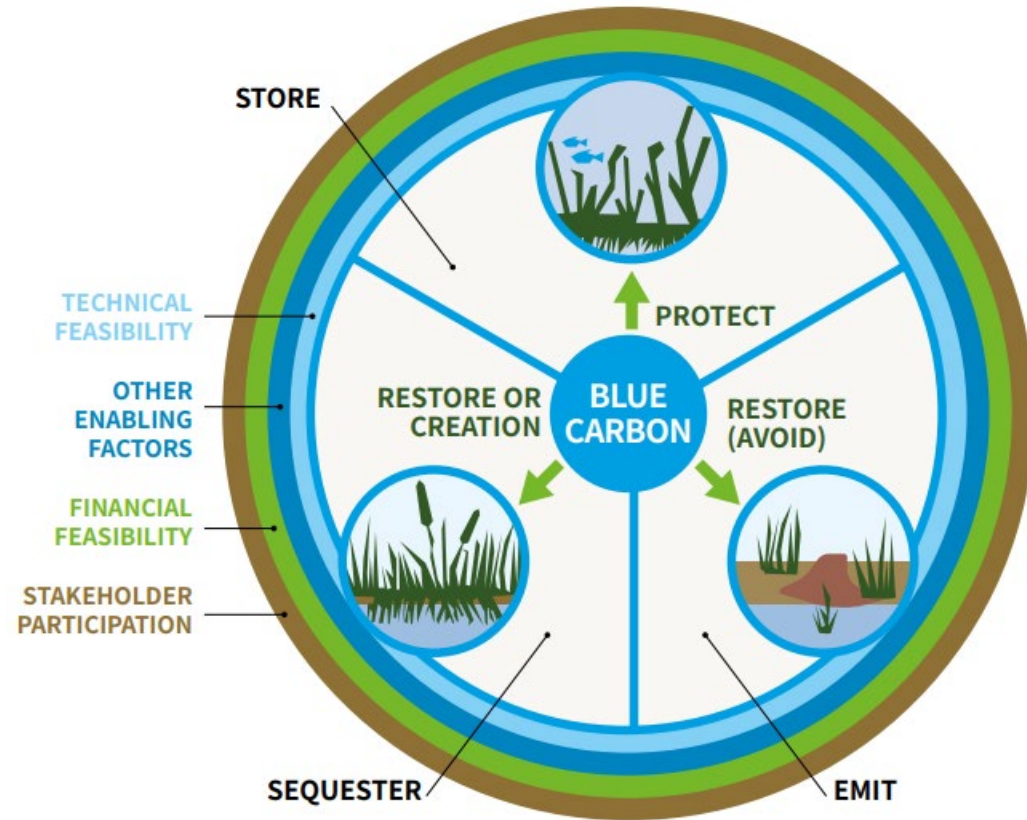 STORE
TECHNICAL
FEASIBILITY
PROTECT
OTHER
ENABLING
FACTORS
RESTORE OR
CREATION
BLUE
CARBON
RESTORE
(AVOID)
FINANCIAL
FEASIBILITY
STAKEHOLDER
PARTICIPATION
SEQUESTER
EMIT